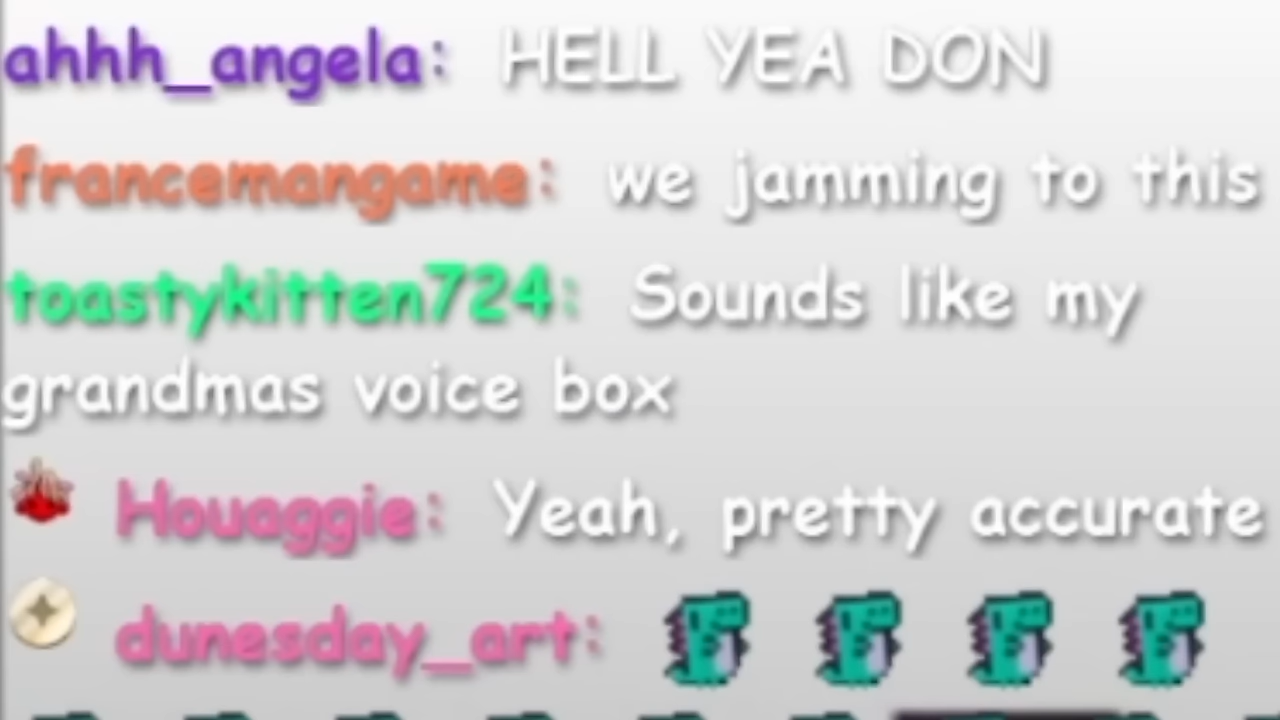 ahhh_angela: HELL YEA DON
francemangame: we jamming to this
toastykitten724: Sounds like my
grandmas voice box
Houaggie: Yeah, pretty accurate
dunesday_art: